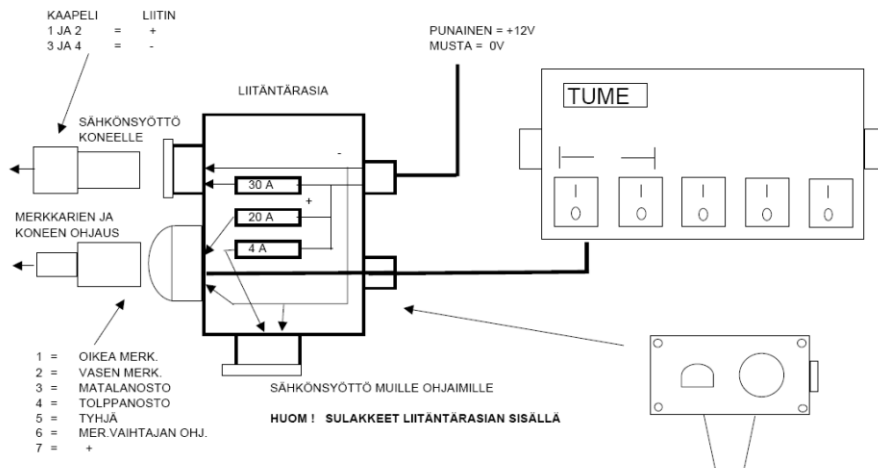 KAAPELI LIITIN
1 JA 2 = +
3 JA 4 = -
PUNAINEN = +12V
MUSTA = 0V
LIITÄNTÄRASIA
TUME
SÄHKÖNSYÖTTÖ
KONEELLE
-
30 A
+
20 A
4 A
I I I I I
0 0 0 0 0
MERKKARIEN JA
KONEEN OHJAUS
1 = OIKEA MERK.
2 = VASEN MERK.
3 = MATALANOSTO
4 = TOLPPANOSTO
5 = TYHJÄ
6 = MER.VAIHTAJAN OHJ.
7 = +
SÄHKÖNSYÖTTÖ MUILLE OHJAIMILLE
HUOM ! SULAKKEET LIITÄNTÄRASIAN SISÄLLÄ